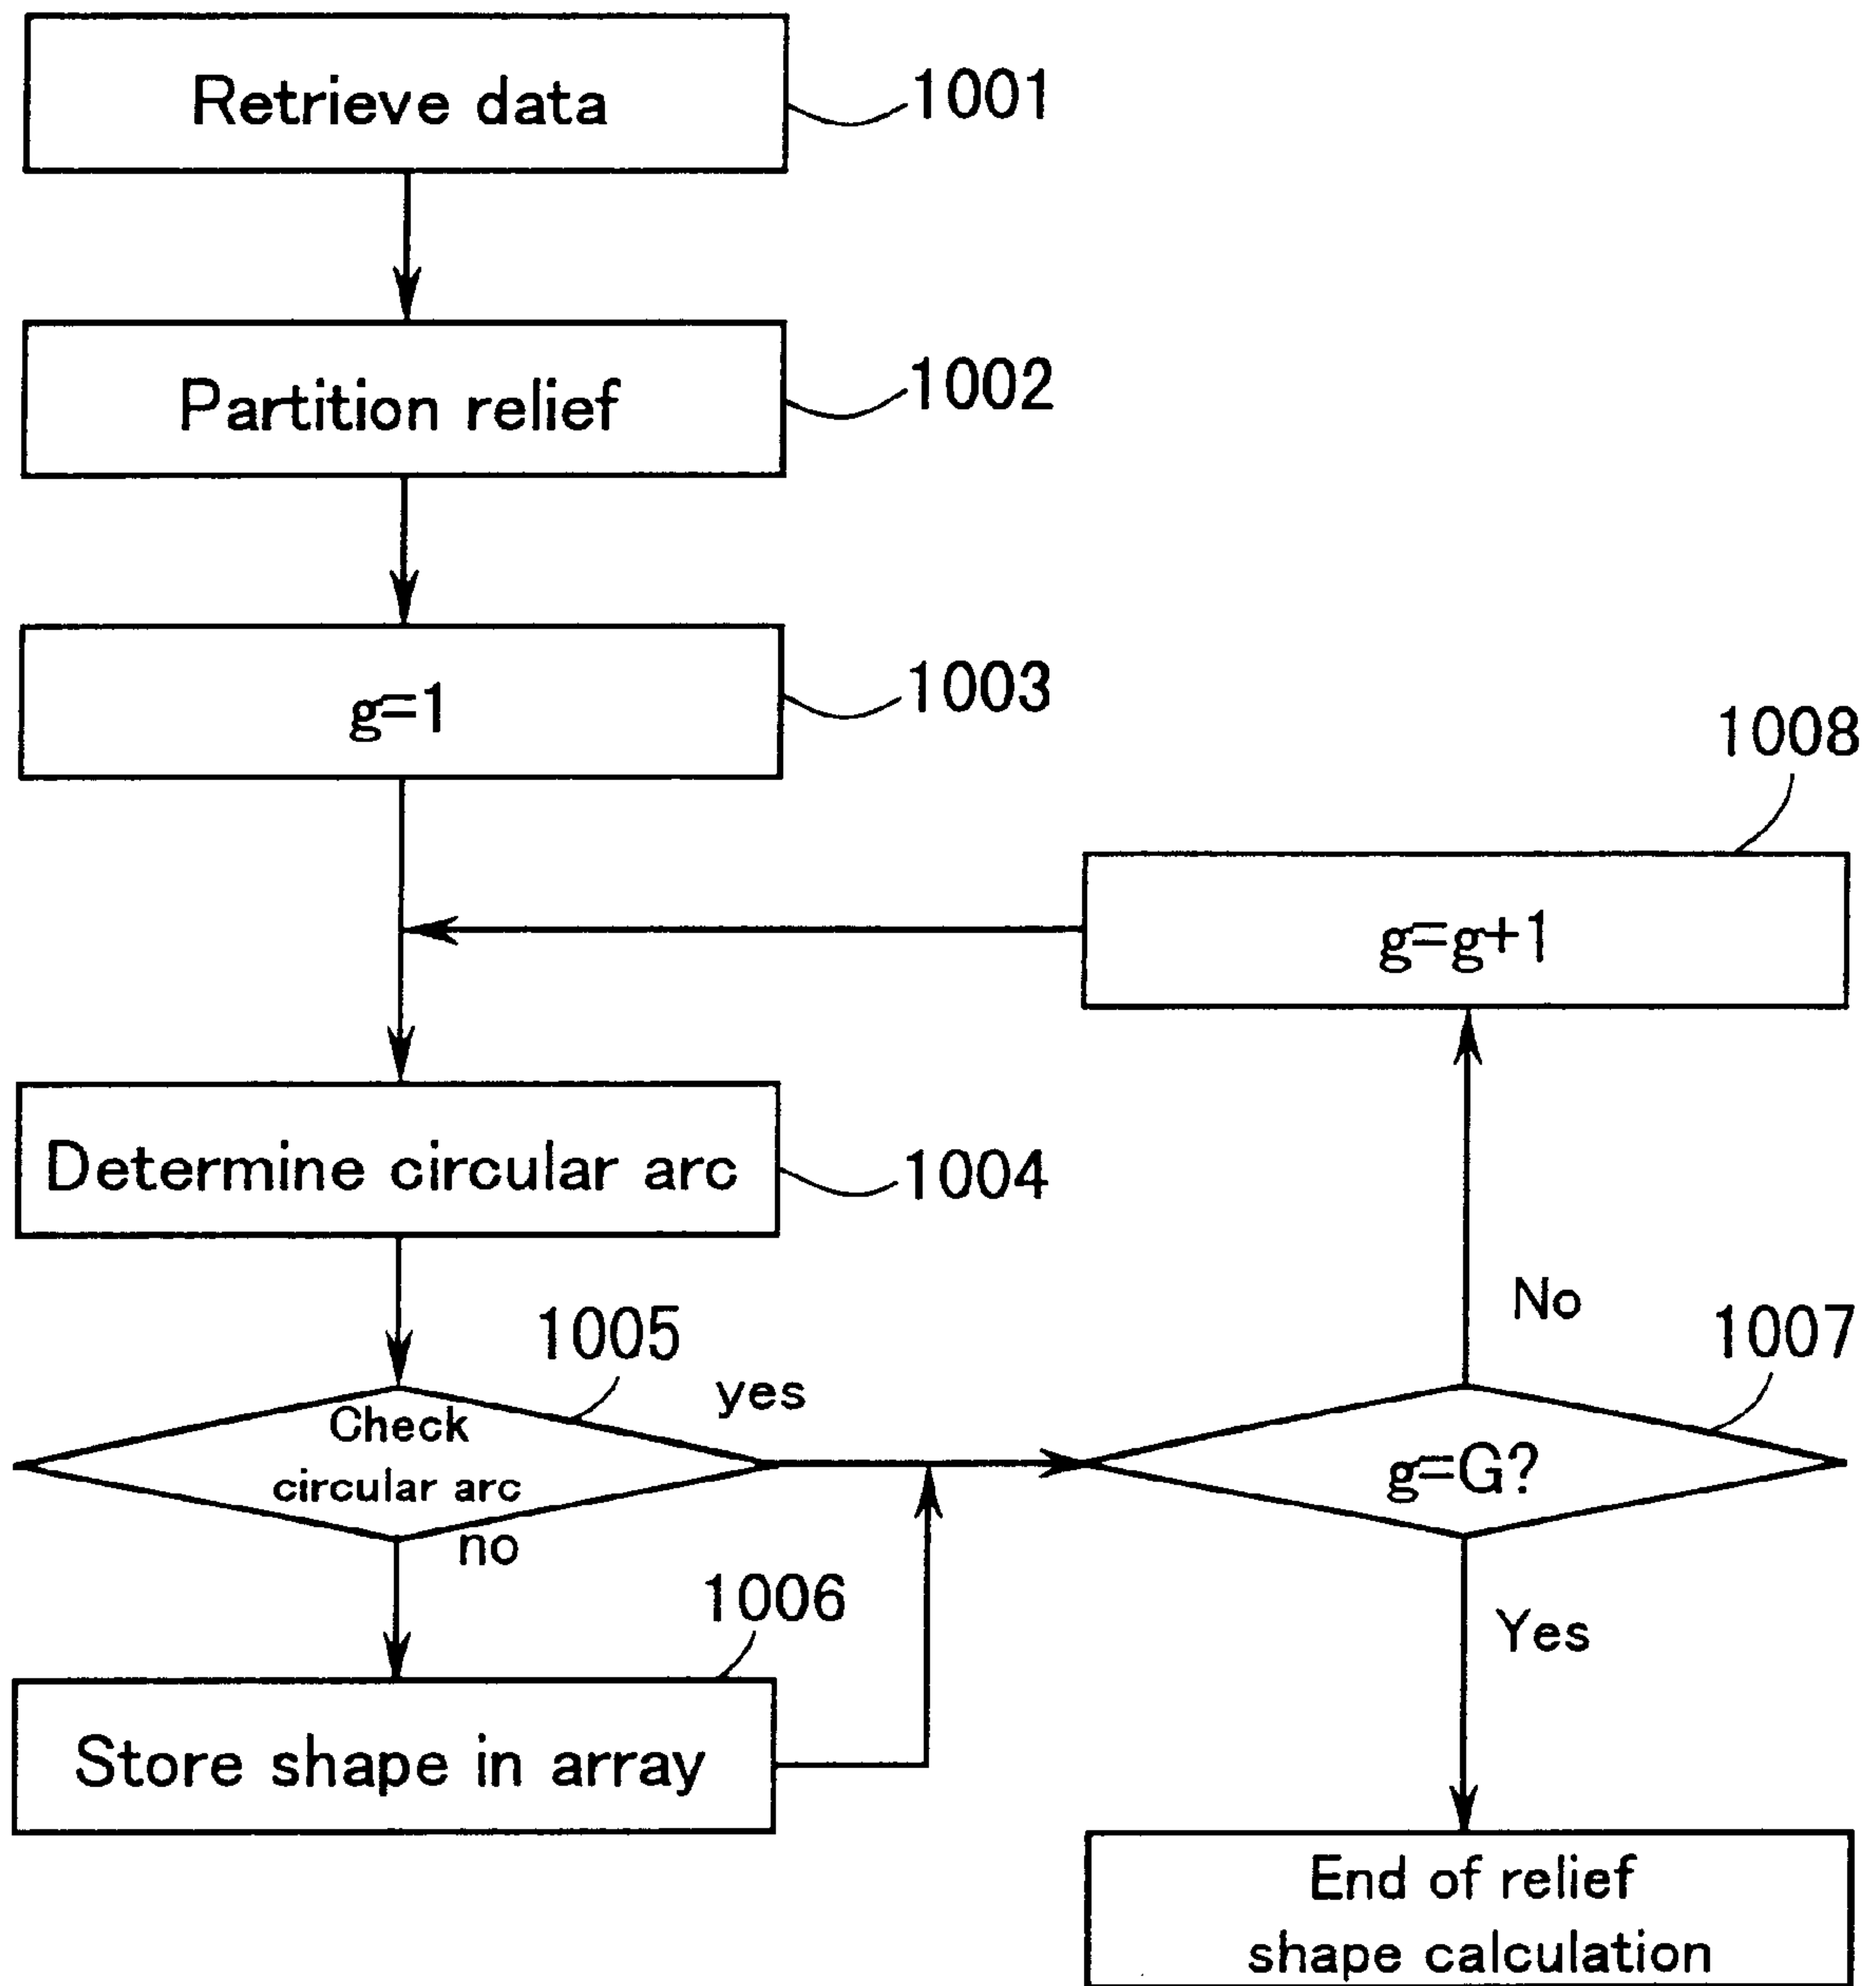 Retrieve data
1001
Partition relief
1002
g=1
1003
1008
g=g+1
Determine circular arc
1004
1005
yes
No
1007
Check
circular arc
g=G?
no
1006
Yes
Store shape in array
End of relief
shape calculation